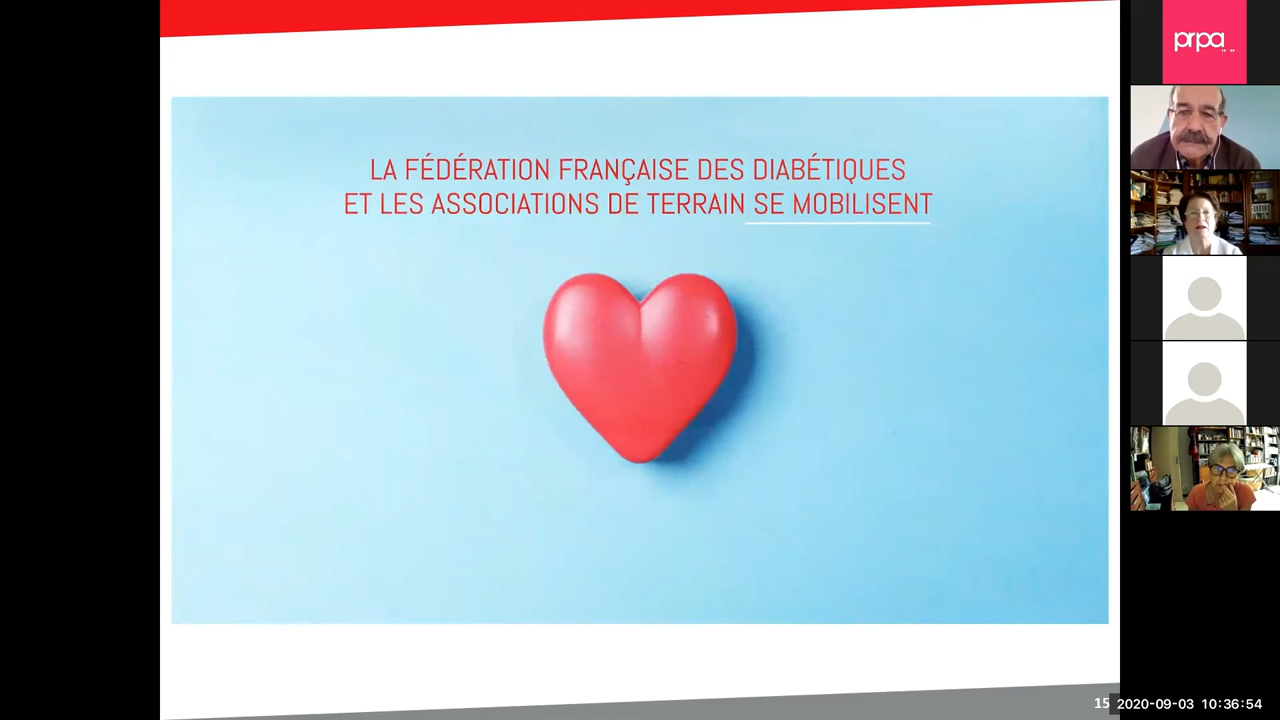 LA FÉDÉRATION FRANÇAISE DES DIABÉTIQUES
ET LES ASSOCIATIONS DE TERRAIN SE MOBILISENT
prpa
15
2020-09-03 10:36:54